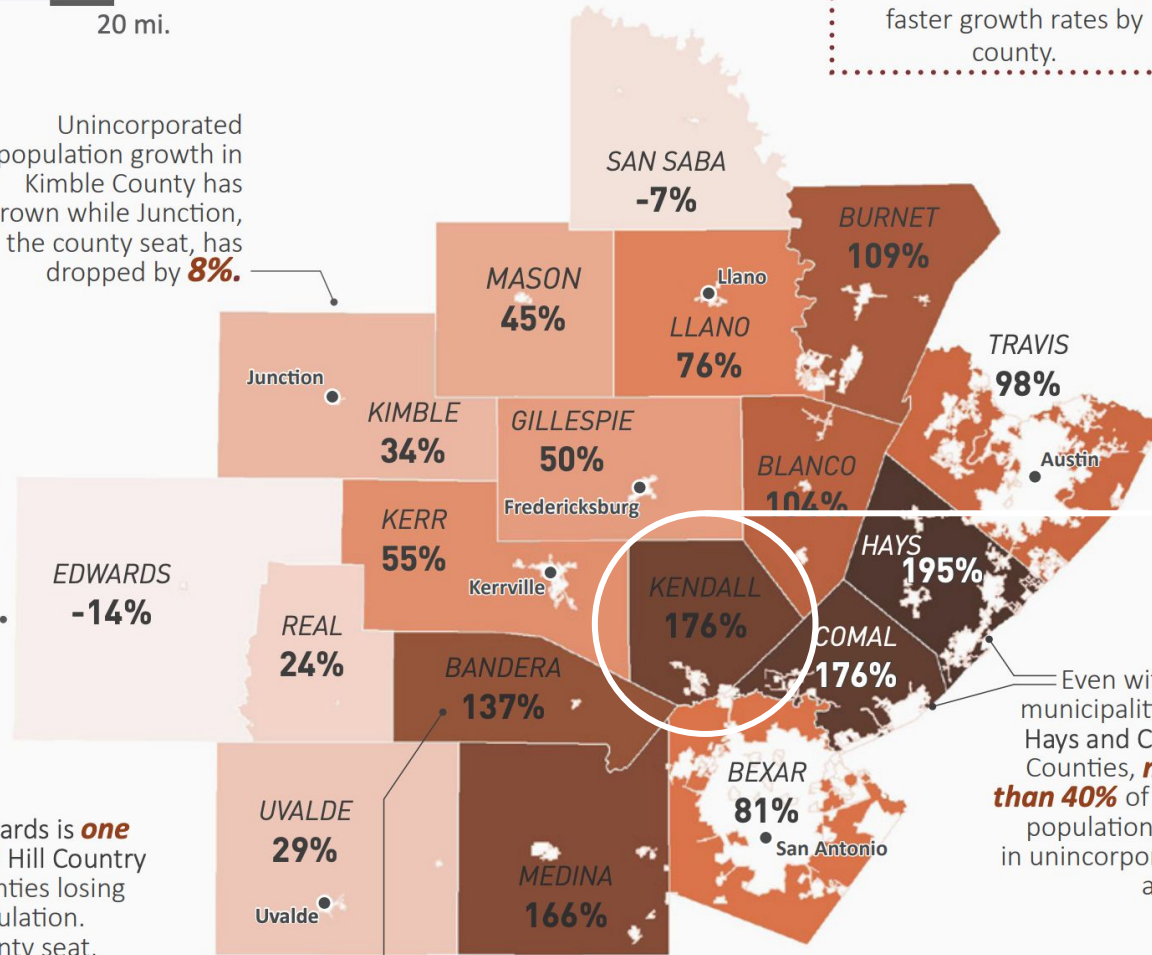 20 mi.
faster growth rates by
county.
Unincorporated
population growth in
Kimble County has
rown while Junction,
the county seat, has
dropped by 8%.
SAN SABA
-7%
BURNET
109%
MASON
45%
Llano
LLANO
76%
TRAVIS
98%
Junction
KIMBLE
34%
GILLESPIE
50%
Fredericksburg
BLANCO
104%
Austin
KERR
55%
Kerrville
HAYS
195%
EDWARDS
-14%
REAL
24%
KENDALL
176%
COMAL
176%
BANDERA
137%
Even wi
municipalit
Hays and C
Counties, r
than 40% of
population
in unincorpo
a
BEXAR
81%
San Antonio
UVALDE
29%
Uvalde
MEDINA
166%
ards is one
Hill Country
nties losing
ulation.
nty seat,